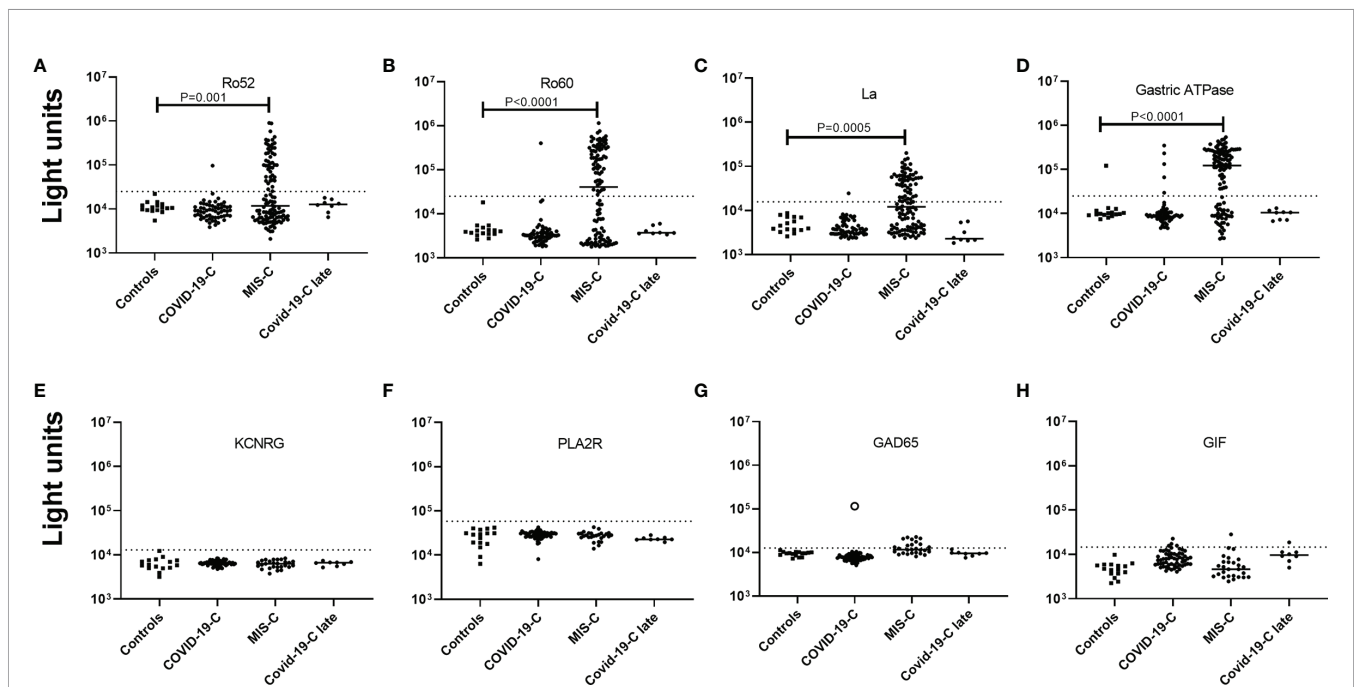 A
Ro52
P=0.001
10⁷
10⁶
10⁵
10⁴
10³
Light units
Controls
COVID-19-C
MIS-C
Covid-19-C late
B
Ro60
P<0.0001
10⁷
10⁶
10⁵
10⁴
10³
Controls
COVID-19-C
MIS-C
Covid-19-C late
C
La
P=0.0005
10⁷
10⁶
10⁵
10⁴
10³
Controls
COVID-19-C
MIS-C
Covid-19-C late
D
Gastric ATPase
P<0.0001
10⁷
10⁶
10⁵
10⁴
10³
Controls
COVID-19-C
MIS-C
Covid-19-C late
E
KCNRG
10⁷
10⁶
10⁵
10⁴
10³
Light units
Controls
COVID-19-C
MIS-C
Covid-19-C late
F
PLA2R
10⁷
10⁶
10⁵
10⁴
10³
Controls
COVID-19-C
MIS-C
Covid-19-C late
G
GAD65
10⁷
10⁶
10⁵
10⁴
10³
Controls
COVID-19-C
MIS-C
Covid-19-C late
H
GIF
10⁷
10⁶
10⁵
10⁴
10³
Controls
COVID-19-C
MIS-C
Covid-19-C late